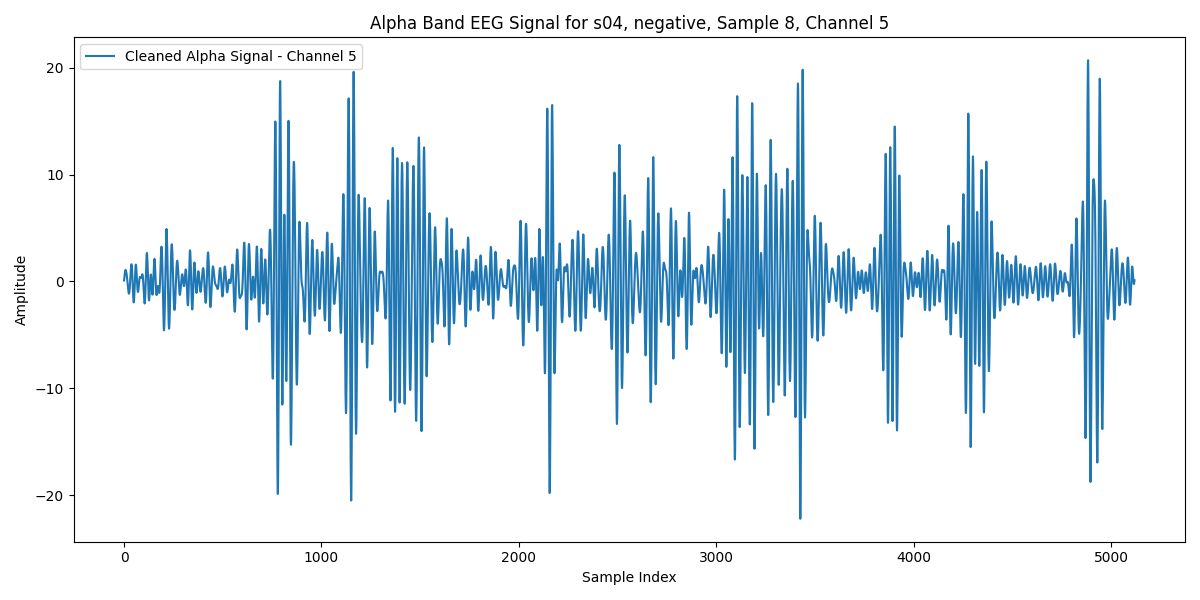 Alpha Band EEG Signal for s04, negative, Sample 8, Channel 5
Cleaned Alpha Signal - Channel 5
Amplitude
20
10
0
−10
−20
0 1000 2000 3000 4000 5000
Sample Index